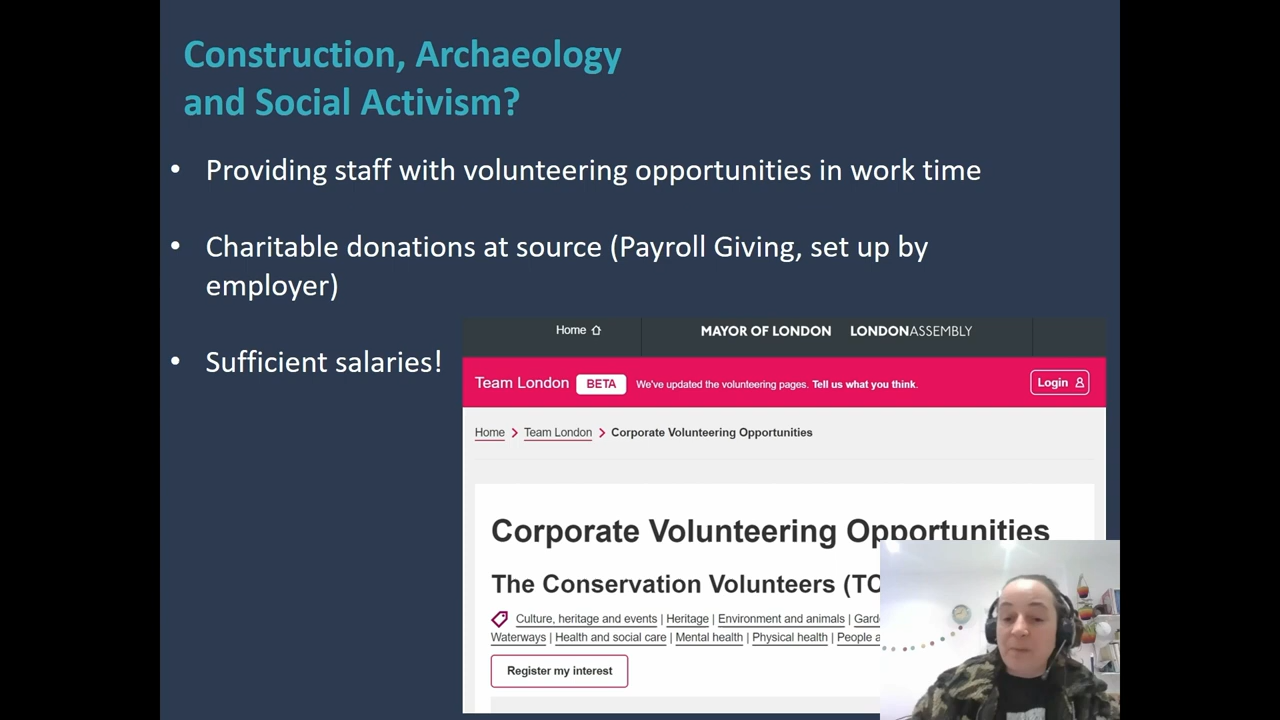 Construction, Archaeology
and Social Activism?
• Providing staff with volunteering opportunities in work time
• Charitable donations at source (Payroll Giving, set up by
employer)
• Sufficient salaries!
Home
MAYOR OF LONDON LONDONASSEMBLY
Team London BETA We've updated the volunteering pages. Tell us what you think. Login
Home > Team London > Corporate Volunteering Opportunities
Corporate Volunteering Opportunities
The Conservation Volunteers (TC
Culture, heritage and events | Heritage | Environment and animals | Gard
Waterways | Health and social care | Mental health | Physical health | People a
Register my interest